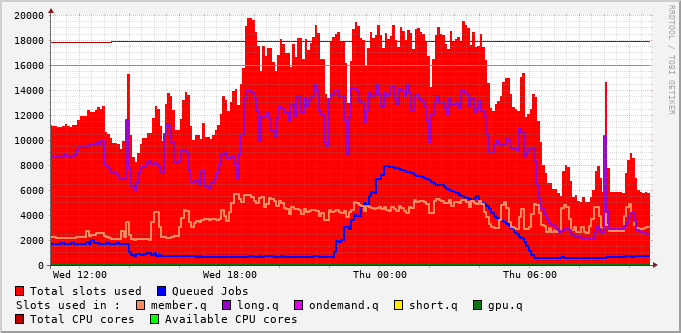 20000
18000
16000
14000
12000
10000
8000
6000
4000
2000
0
Wed 12:00 Wed 18:00 Thu 00:00 Thu 06:00
RRDTOOL / TOBI OETIKER
Total slots used Queued Jobs
Slots used in : member.q long.q ondemand.q short.q gpu.q
Total CPU cores Available CPU cores